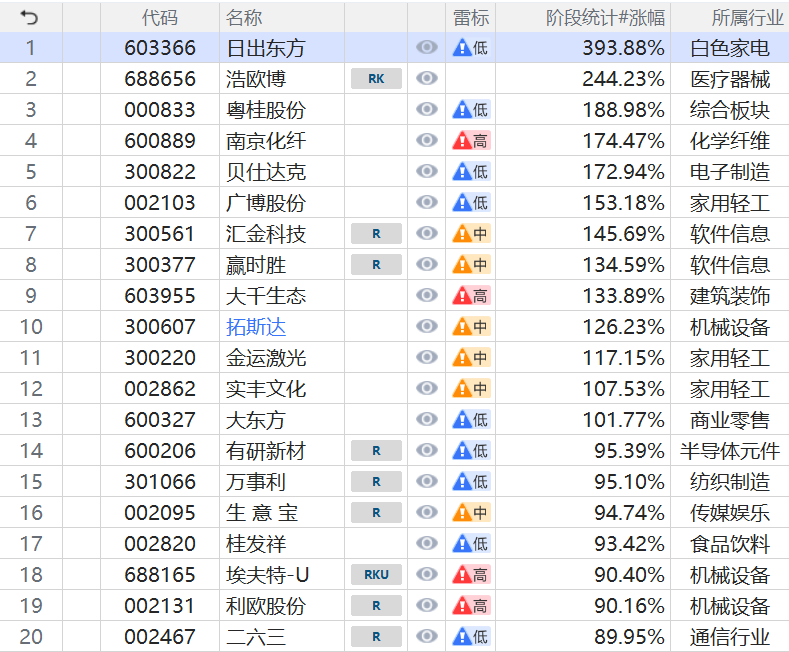 代码 名称 雷标 阶段统计#涨幅 所属行业
1 603366 日出东方 低 393.88% 白色家电
2 688656 浩欧博 RK 244.23% 医疗器械
3 000833 粤桂股份 低 188.98% 综合板块
4 600889 南京化纤 高 174.47% 化学纤维
5 300822 贝仕达克 低 172.94% 电子制造
6 002103 广博股份 低 153.18% 家用轻工
7 300561 汇金科技 R 中 145.69% 软件信息
8 300377 赢时胜 R 中 134.59% 软件信息
9 603955 大千生态 高 133.89% 建筑装饰
10 300607 拓斯达 中 126.23% 机械设备
11 300220 金运激光 中 117.15% 家用轻工
12 002862 实丰文化 中 107.53% 家用轻工
13 600327 大东方 低 101.77% 商业零售
14 600206 有研新材 R 低 95.39% 半导体元件
15 301066 万事利 R 低 95.10% 纺织制造
16 002095 生 意 宝 R 中 94.74% 传媒娱乐
17 002820 桂发祥 低 93.42% 食品饮料
18 688165 埃夫特-U RKU 高 90.40% 机械设备
19 002131 利欧股份 R 高 90.16% 机械设备
20 002467 二六三 R 低 89.95% 通信行业